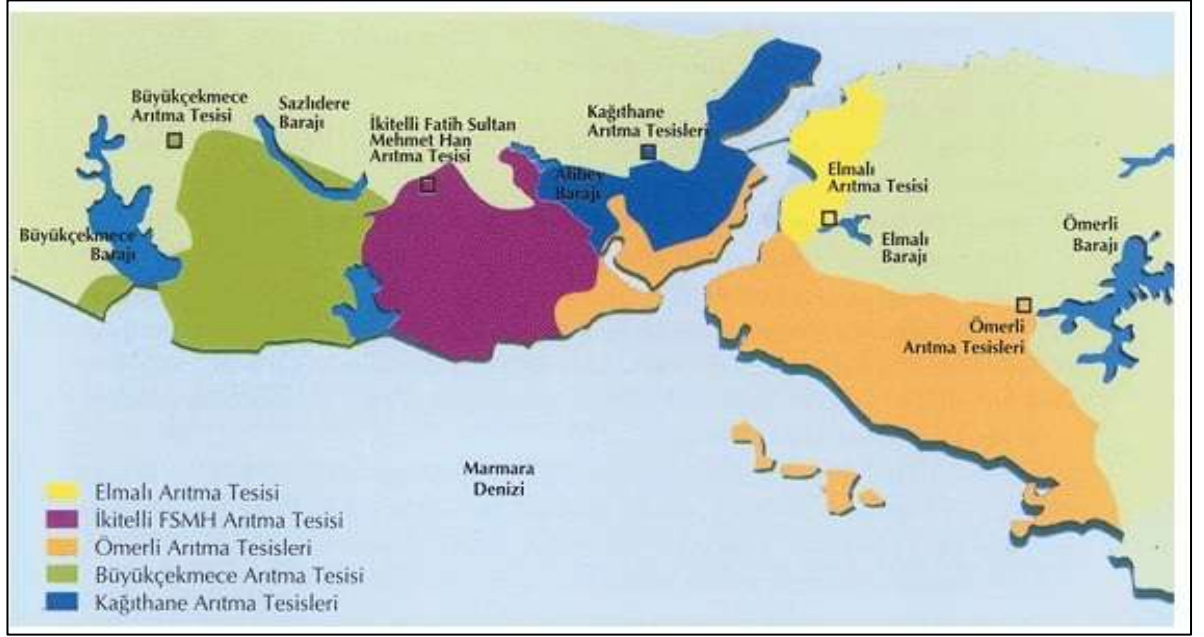 Büyükçekmece
Arıtma Tesisi
Sazlıdere
Barajı
İkitelli Fatih Sultan
Mehmet Han
Arıtma Tesisi
Kağıthane
Arıtma Tesisleri
Alibey
Barajı
Elmalı
Arıtma Tesisi
Elmalı
Barajı
Ömerli
Barajı
Büyükçekmece
Barajı
Ömerli
Arıtma Tesisleri
Marmara
Denizi
Elmalı Arıtma Tesisi
İkitelli FSMH Arıtma Tesisi
Ömerli Arıtma Tesisleri
Büyükçekmece Arıtma Tesisi
Kağıthane Arıtma Tesisleri